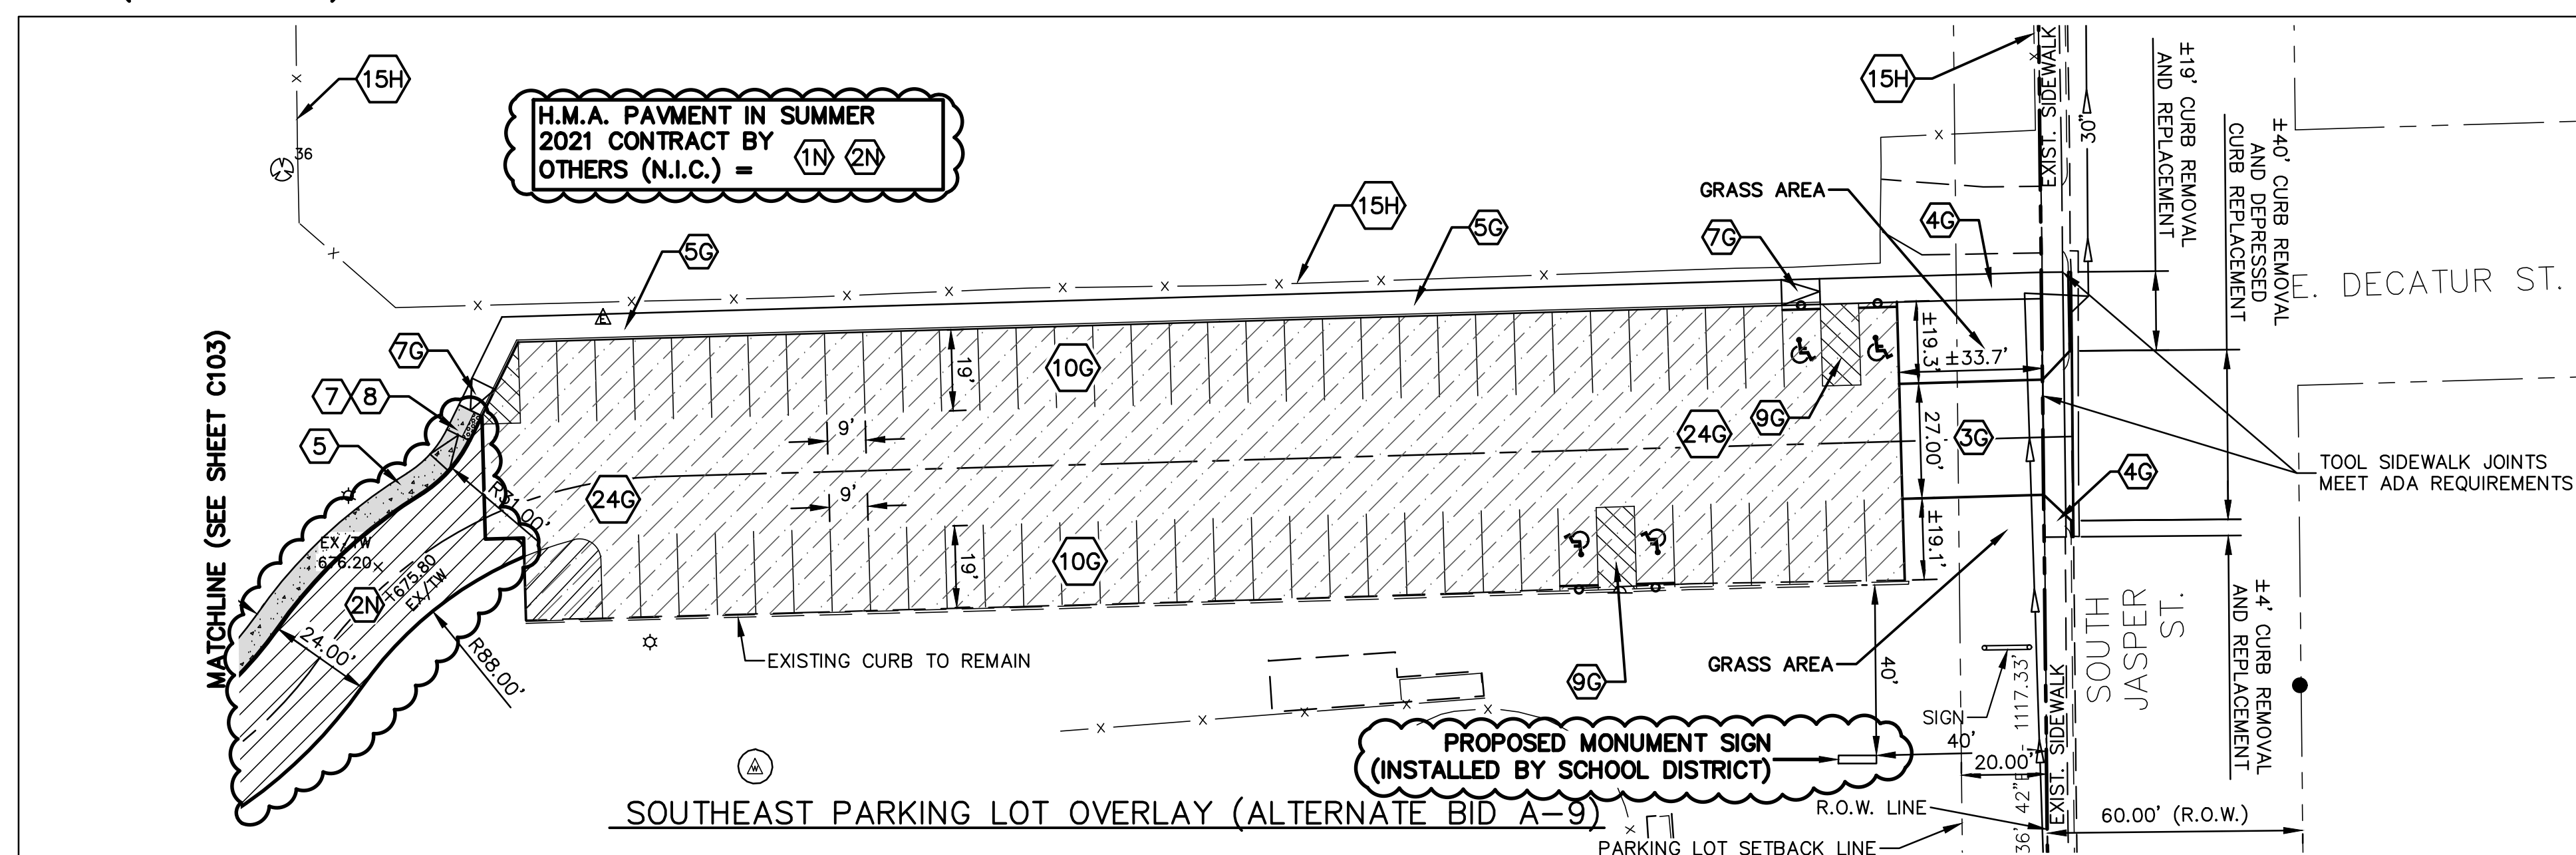 15H
36
H.M.A. PAVMENT IN SUMMER
2021 CONTRACT BY
OTHERS (N.I.C.) = 1N 2N
15H
5G
5G
15H
GRASS AREA
7G
4G
EXIST. SIDEWALK
30"
±19' CURB REMOVAL
AND REPLACEMENT
±40' CURB REMOVAL
AND DEPRESSED
CURB REPLACEMENT
E. DECATUR ST.
E
MATCHLINE (SEE SHEET C103)
7G
7 8
5
19'
10G
±19.3'
±33.7'
9'
24G
9G
27.00'
3G
4G
TOOL SIDEWALK JOINTS
MEET ADA REQUIREMENTS
R31.00'
24G
9'
19'
10G
±19.1'
EX/TW
676.20
675.80
EX/TW
2N
24.00'
R88.00'
EXISTING CURB TO REMAIN
9G
GRASS AREA
40'
SIGN
1117.33'
SOUTH
JASPER
ST.
±4' CURB REMOVAL
AND REPLACEMENT
PROPOSED MONUMENT SIGN
(INSTALLED BY SCHOOL DISTRICT)
40'
20.00'
W
EXIST. SIDEWALK
36' 42"E
SOUTHEAST PARKING LOT OVERLAY (ALTERNATE BID A-9)
R.O.W. LINE
60.00' (R.O.W.)
PARKING LOT SETBACK LINE